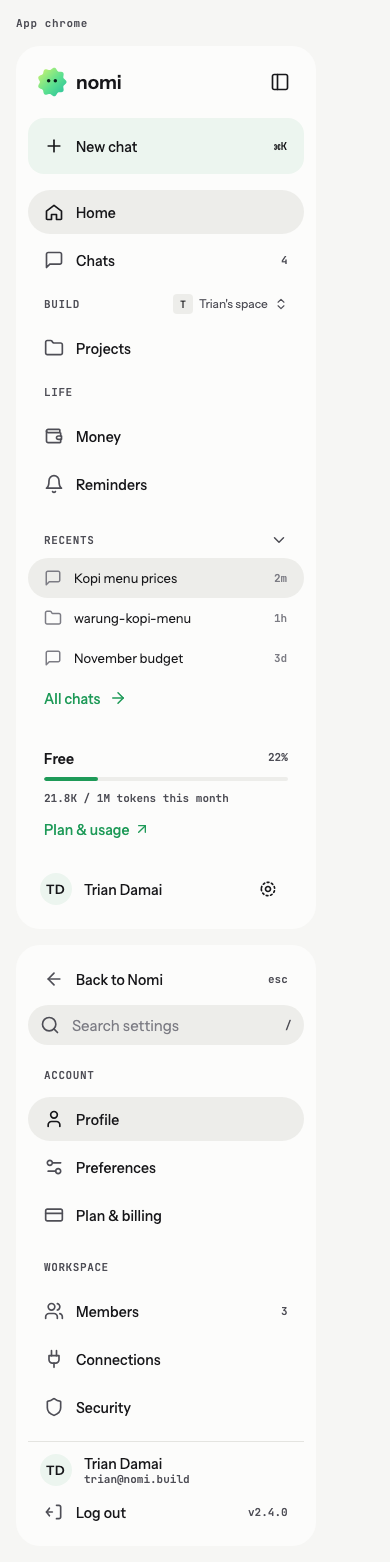 App chrome
nomi
New chat ⌘K
Home
Chats 4
BUILD T Trian's space
Projects
LIFE
Money
Reminders
RECENTS
Kopi menu prices 2m
warung-kopi-menu 1h
November budget 3d
All chats
Free 22%
21.8K / 1M tokens this month
Plan & usage
TD Trian Damai
Back to Nomi esc
Search settings /
ACCOUNT
Profile
Preferences
Plan & billing
WORKSPACE
Members 3
Connections
Security
TD Trian Damai
trian@nomi.build
Log out v2.4.0